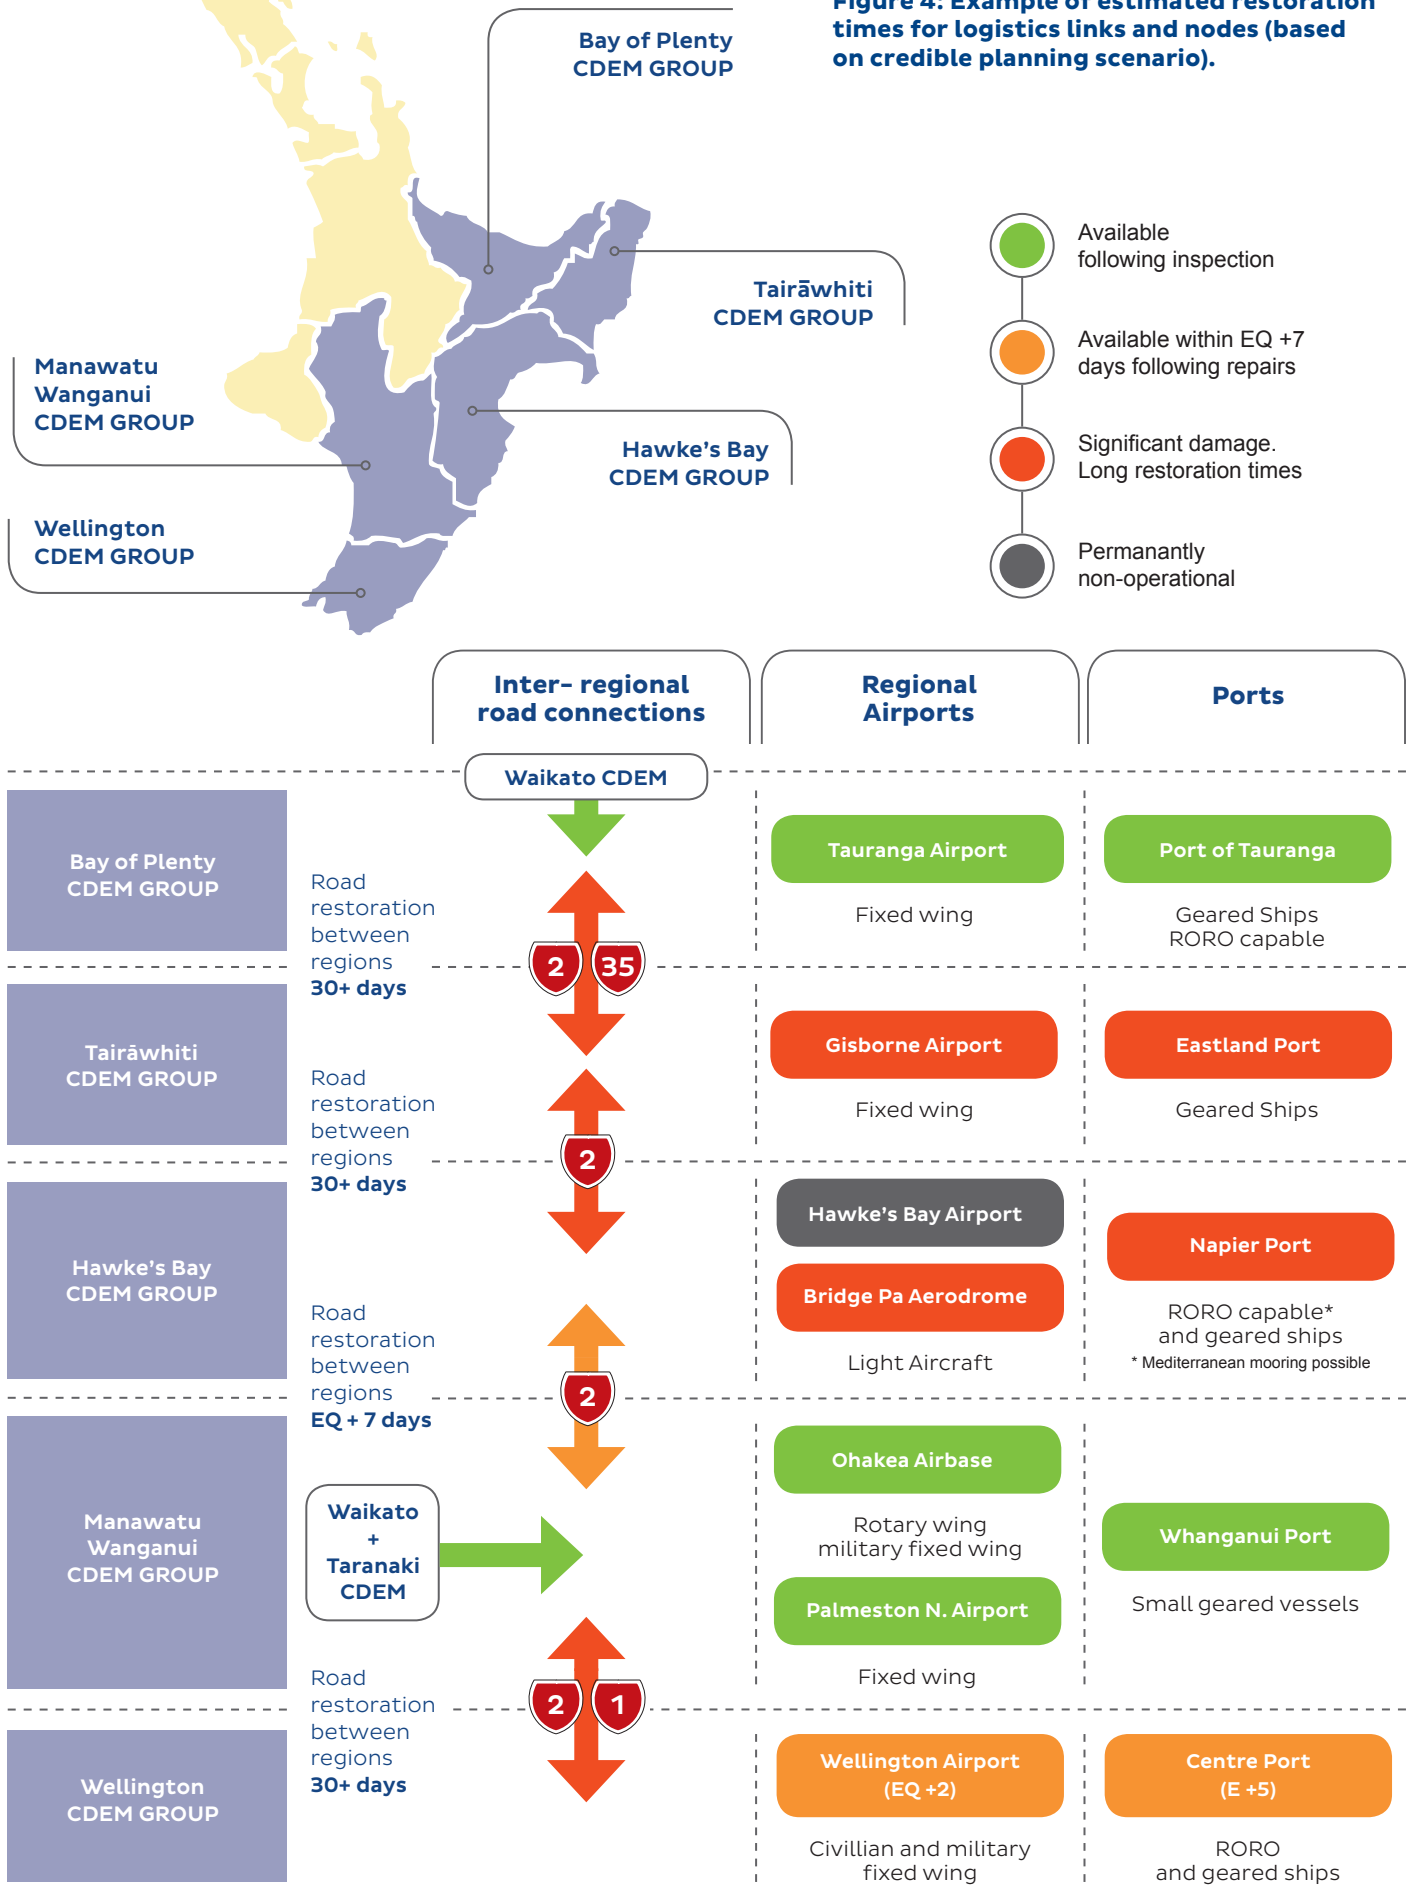 Figure 4: Example of estimated restoration
times for logistics links and nodes (based
on credible planning scenario).
Bay of Plenty
CDEM GROUP
Tairāwhiti
CDEM GROUP
Manawatu
Wanganui
CDEM GROUP
Hawke's Bay
CDEM GROUP
Wellington
CDEM GROUP
Available
following inspection
Available within EQ +7
days following repairs
Significant damage.
Long restoration times
Permanantly
non-operational
Inter- regional
road connections
Regional
Airports
Ports
Waikato CDEM
Bay of Plenty
CDEM GROUP
Road
restoration
between
regions
30+ days
2 35
Tauranga Airport
Fixed wing
Port of Tauranga
Geared Ships
RORO capable
Tairāwhiti
CDEM GROUP
Road
restoration
between
regions
30+ days
2
Gisborne Airport
Fixed wing
Eastland Port
Geared Ships
Hawke's Bay
CDEM GROUP
Road
restoration
between
regions
EQ + 7 days
2
Hawke's Bay Airport
Bridge Pa Aerodrome
Light Aircraft
Napier Port
RORO capable*
and geared ships
* Mediterranean mooring possible
Manawatu
Wanganui
CDEM GROUP
Waikato
+
Taranaki
CDEM
Ohakea Airbase
Rotary wing
military fixed wing
Palmeston N. Airport
Fixed wing
Whanganui Port
Small geared vessels
Road
restoration
between
regions
30+ days
2 1
Wellington
CDEM GROUP
Wellington Airport
(EQ +2)
Civillian and military
fixed wing
Centre Port
(E +5)
RORO
and geared ships